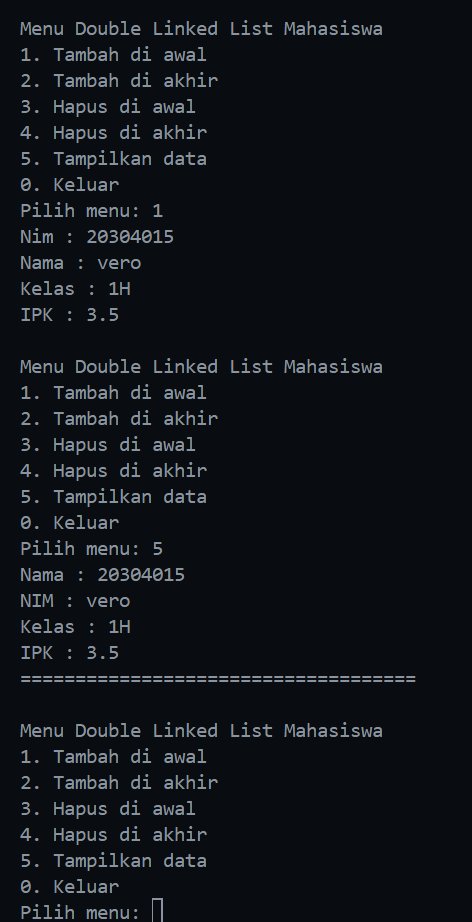 Menu Double Linked List Mahasiswa
1. Tambah di awal
2. Tambah di akhir
3. Hapus di awal
4. Hapus di akhir
5. Tampilkan data
0. Keluar
Pilih menu: 1
Nim : 20304015
Nama : vero
Kelas : 1H
IPK : 3.5

Menu Double Linked List Mahasiswa
1. Tambah di awal
2. Tambah di akhir
3. Hapus di awal
4. Hapus di akhir
5. Tampilkan data
0. Keluar
Pilih menu: 5
Nama : 20304015
NIM : vero
Kelas : 1H
IPK : 3.5
====================================

Menu Double Linked List Mahasiswa
1. Tambah di awal
2. Tambah di akhir
3. Hapus di awal
4. Hapus di akhir
5. Tampilkan data
0. Keluar
Pilih menu: